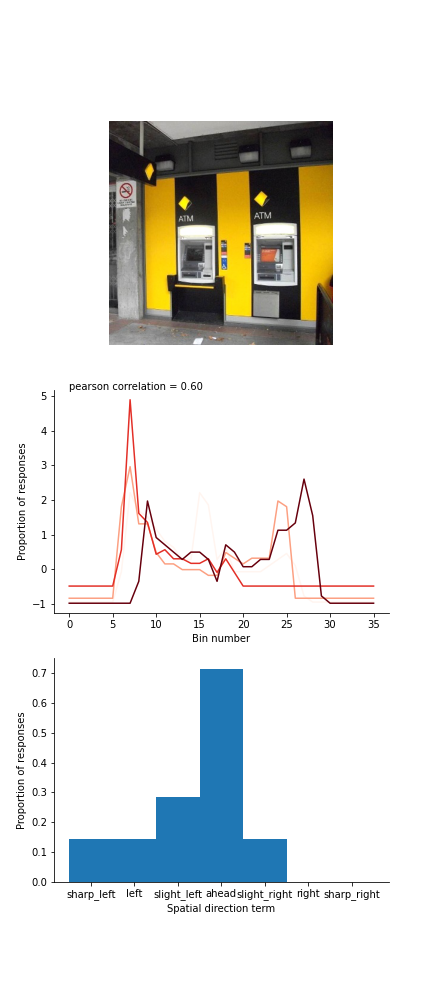 ATM
ATM
pearson correlation = 0.60
Proportion of responses
5
4
3
2
1
0
−1
0 5 10 15 20 25 30 35
Bin number
Proportion of responses
0.7
0.6
0.5
0.4
0.3
0.2
0.1
0.0
sharp_left left slight_left ahead slight_right right sharp_right
Spatial direction term